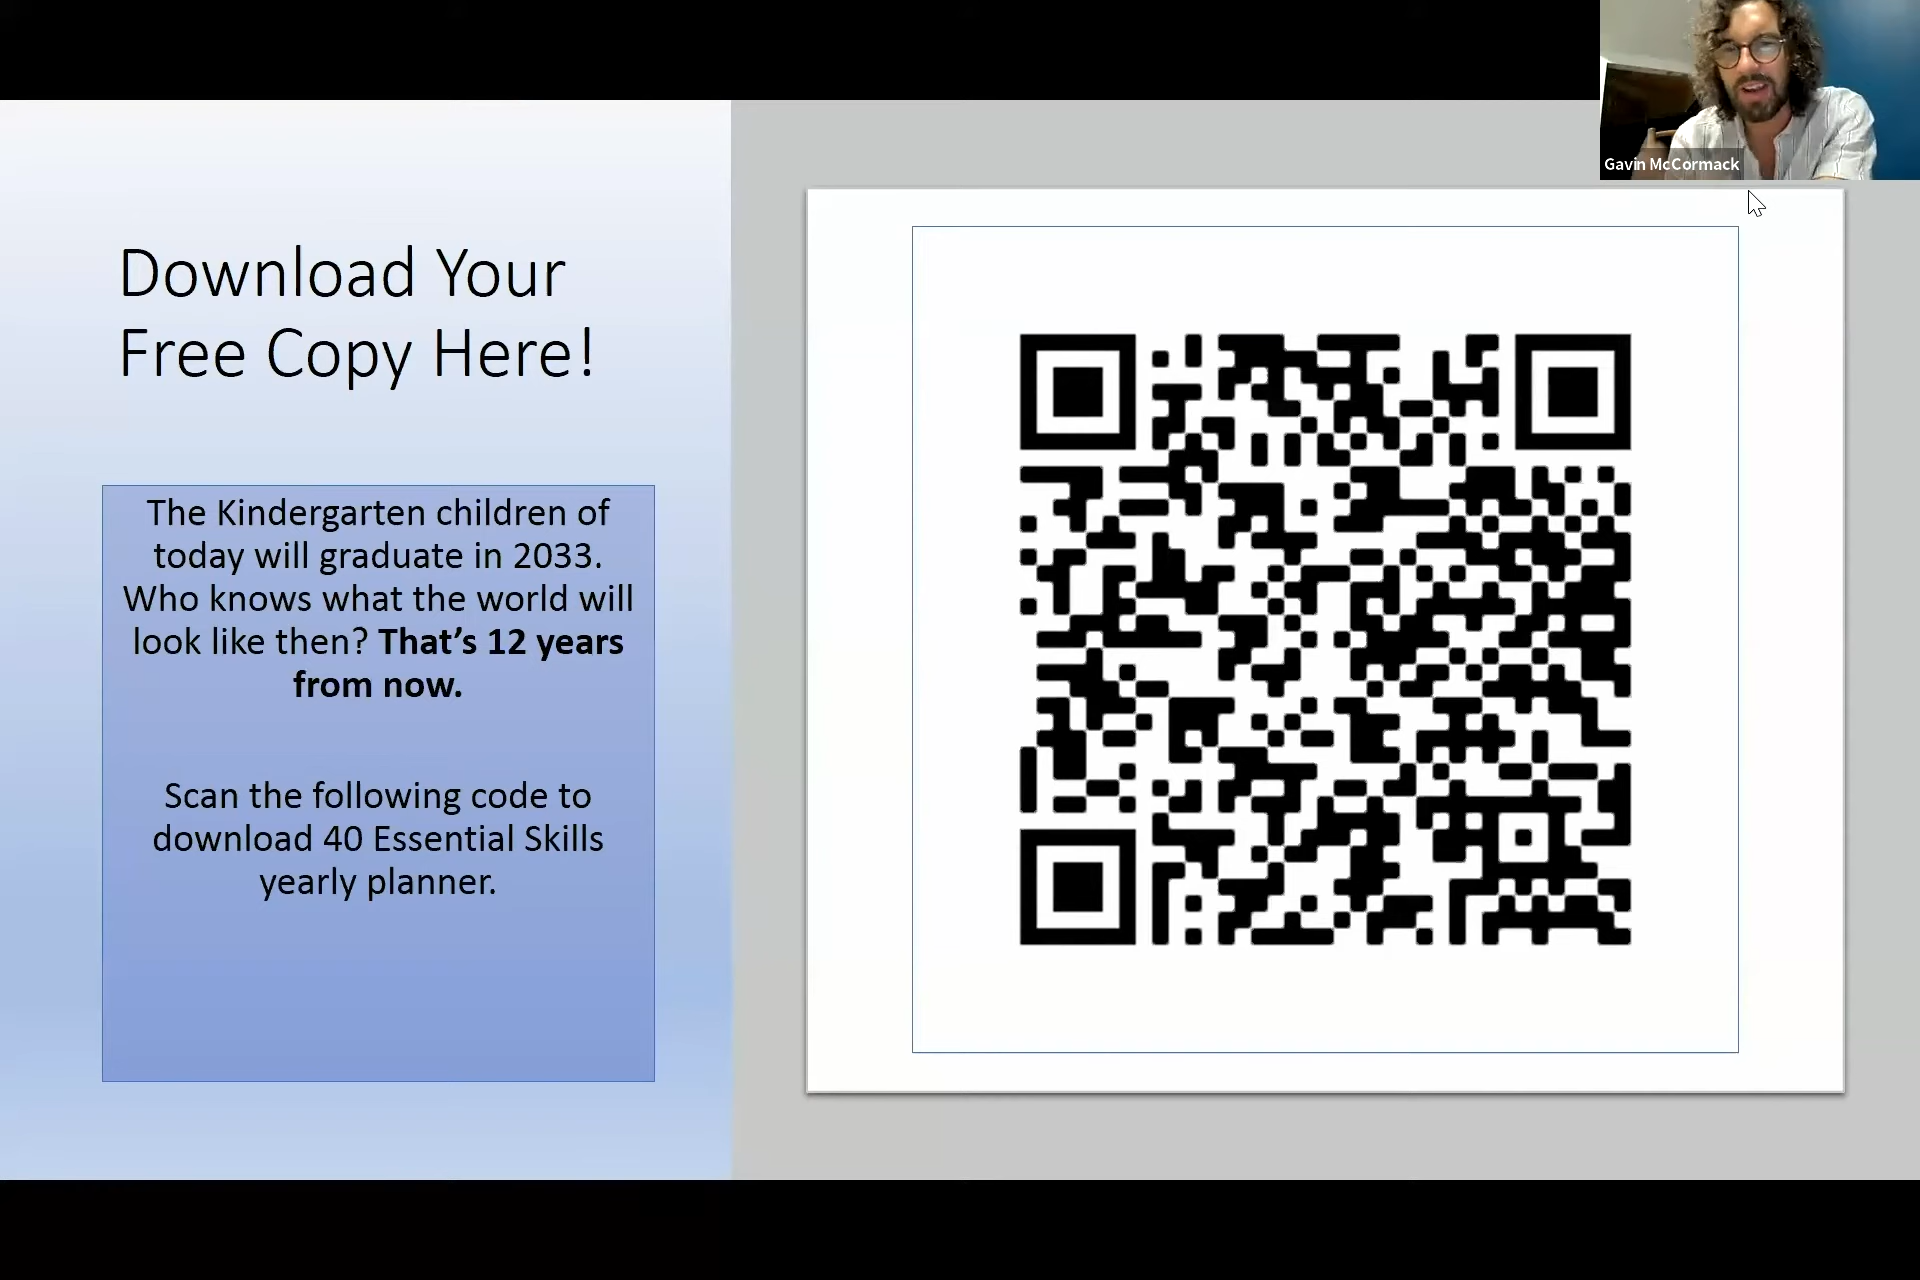 Gavin McCormack
Download Your
Free Copy Here!
The Kindergarten children of
today will graduate in 2033.
Who knows what the world will
look like then? That’s 12 years
from now.
Scan the following code to
download 40 Essential Skills
yearly planner.